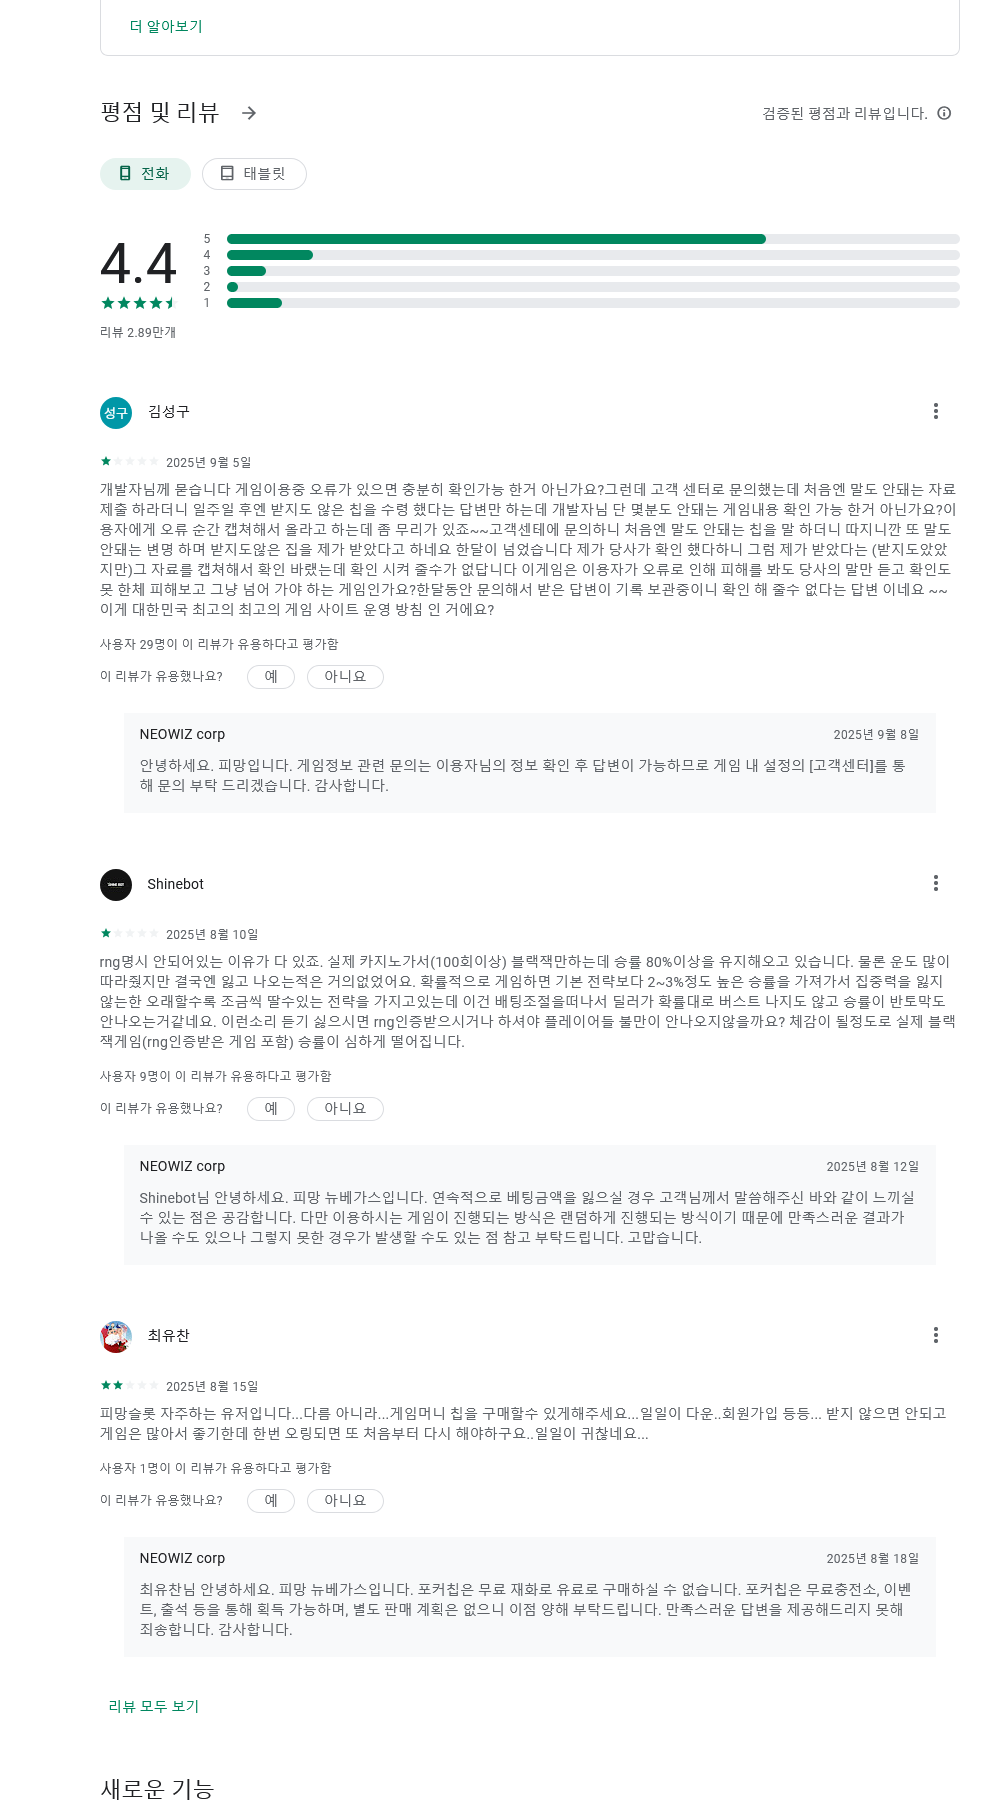 더 알아보기
평점 및 리뷰
검증된 평점과 리뷰입니다.
전화
태블릿
4.4
5
4
3
2
1
리뷰 2.89만개
성구
김성구
2025년 9월 5일
개발자님께 묻습니다 게임이용중 오류가 있으면 충분히 확인가능 한거 아닌가요?그런데 고객 센터로 문의했는데 처음엔 말도 안돼는 자료
제출 하라더니 일주일 후엔 받지도 않은 칩을 수령 했다는 답변만 하는데 개발자님 단 몇분도 안돼는 게임내용 확인 가능 한거 아닌가요?이
용자에게 오류 순간 캡쳐해서 올라고 하는데 좀 무리가 있죠~~고객센테에 문의하니 처음엔 말도 안돼는 칩을 말 하더니 따지니깐 또 말도
안돼는 변명 하며 받지도않은 집을 제가 받았다고 하네요 한달이 넘었습니다 제가 당사가 확인 했다하니 그럼 제가 받았다는 (받지도았았
지만)그 자료를 캡쳐해서 확인 바랬는데 확인 시켜 줄수가 없답니다 이게임은 이용자가 오류로 인해 피해를 봐도 당사의 말만 듣고 확인도
못 한체 피해보고 그냥 넘어 가야 하는 게임인가요?한달동안 문의해서 받은 답변이 기록 보관중이니 확인 해 줄수 없다는 답변 이네요 ~~
이게 대한민국 최고의 최고의 게임 사이트 운영 방침 인 거에요?
사용자 29명이 이 리뷰가 유용하다고 평가함
이 리뷰가 유용했나요?
예
아니요
NEOWIZ corp
2025년 9월 8일
안녕하세요. 피망입니다. 게임정보 관련 문의는 이용자님의 정보 확인 후 답변이 가능하므로 게임 내 설정의 [고객센터]를 통
해 문의 부탁 드리겠습니다. 감사합니다.
Shinebot
2025년 8월 10일
rng명시 안되어있는 이유가 다 있죠. 실제 카지노가서(100회이상) 블랙잭만하는데 승률 80%이상을 유지해오고 있습니다. 물론 운도 많이
따라줬지만 결국엔 잃고 나오는적은 거의없었어요. 확률적으로 게임하면 기본 전략보다 2~3%정도 높은 승률을 가져가서 집중력을 잃지
않는한 오래할수록 조금씩 딸수있는 전략을 가지고있는데 이건 배팅조절을떠나서 딜러가 확률대로 버스트 나지도 않고 승률이 반토막도
안나오는거같네요. 이런소리 듣기 싫으시면 rng인증받으시거나 하셔야 플레이어들 불만이 안나오지않을까요? 체감이 될정도로 실제 블랙
잭게임(rng인증받은 게임 포함) 승률이 심하게 떨어집니다.
사용자 9명이 이 리뷰가 유용하다고 평가함
이 리뷰가 유용했나요?
예
아니요
NEOWIZ corp
2025년 8월 12일
Shinebot님 안녕하세요. 피망 뉴베가스입니다. 연속적으로 베팅금액을 잃으실 경우 고객님께서 말씀해주신 바와 같이 느끼실
수 있는 점은 공감합니다. 다만 이용하시는 게임이 진행되는 방식은 랜덤하게 진행되는 방식이기 때문에 만족스러운 결과가
나올 수도 있으나 그렇지 못한 경우가 발생할 수도 있는 점 참고 부탁드립니다. 고맙습니다.
최유찬
2025년 8월 15일
피망슬롯 자주하는 유저입니다...다름 아니라...게임머니 칩을 구매할수 있게해주세요...일일이 다운..회원가입 등등... 받지 않으면 안되고
게임은 많아서 좋기한데 한번 오링되면 또 처음부터 다시 해야하구요..일일이 귀찮네요...
사용자 1명이 이 리뷰가 유용하다고 평가함
이 리뷰가 유용했나요?
예
아니요
NEOWIZ corp
2025년 8월 18일
최유찬님 안녕하세요. 피망 뉴베가스입니다. 포커칩은 무료 재화로 유료로 구매하실 수 없습니다. 포커칩은 무료충전소, 이벤
트, 출석 등을 통해 획득 가능하며, 별도 판매 계획은 없으니 이점 양해 부탁드립니다. 만족스러운 답변을 제공해드리지 못해
죄송합니다. 감사합니다.
리뷰 모두 보기
새로운 기능